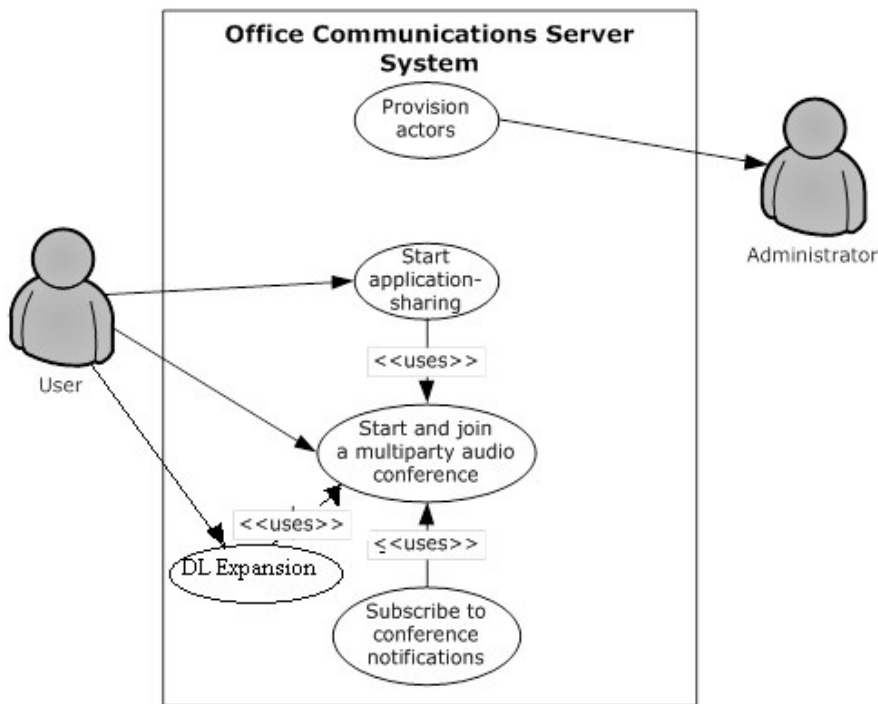 Office Communications Server
System
Provision
actors
Administrator
Start
application-
sharing
User
<<uses>>
Start and join
a multiparty audio
conference
<<uses>>
<<uses>>
DL Expansion
Subscribe to
conference
notifications